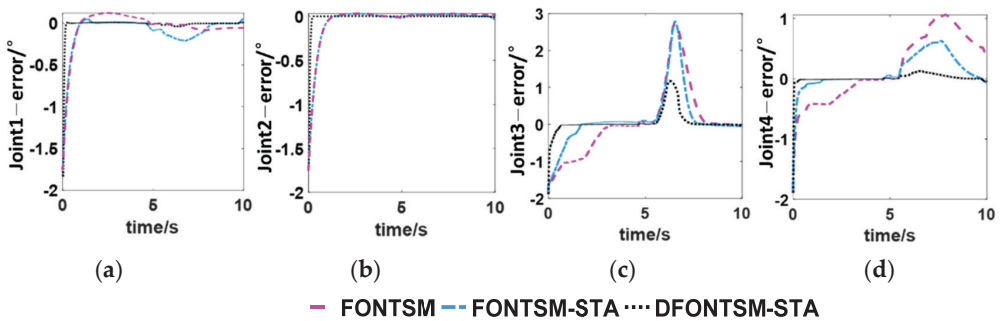 Joint1−error/°
0
-0.5
-1
-1.5
-2
0 5 10
time/s
(a)
Joint2−error/°
0
-0.5
-1
-1.5
-2
0 5 10
time/s
(b)
Joint3−error/°
3
2
1
0
-1
-2
0 5 10
time/s
(c)
Joint4−error/°
1
0
1
2
0 5 10
time/s
(d)
FONTSM FONTSM-STA DFONTSM-STA